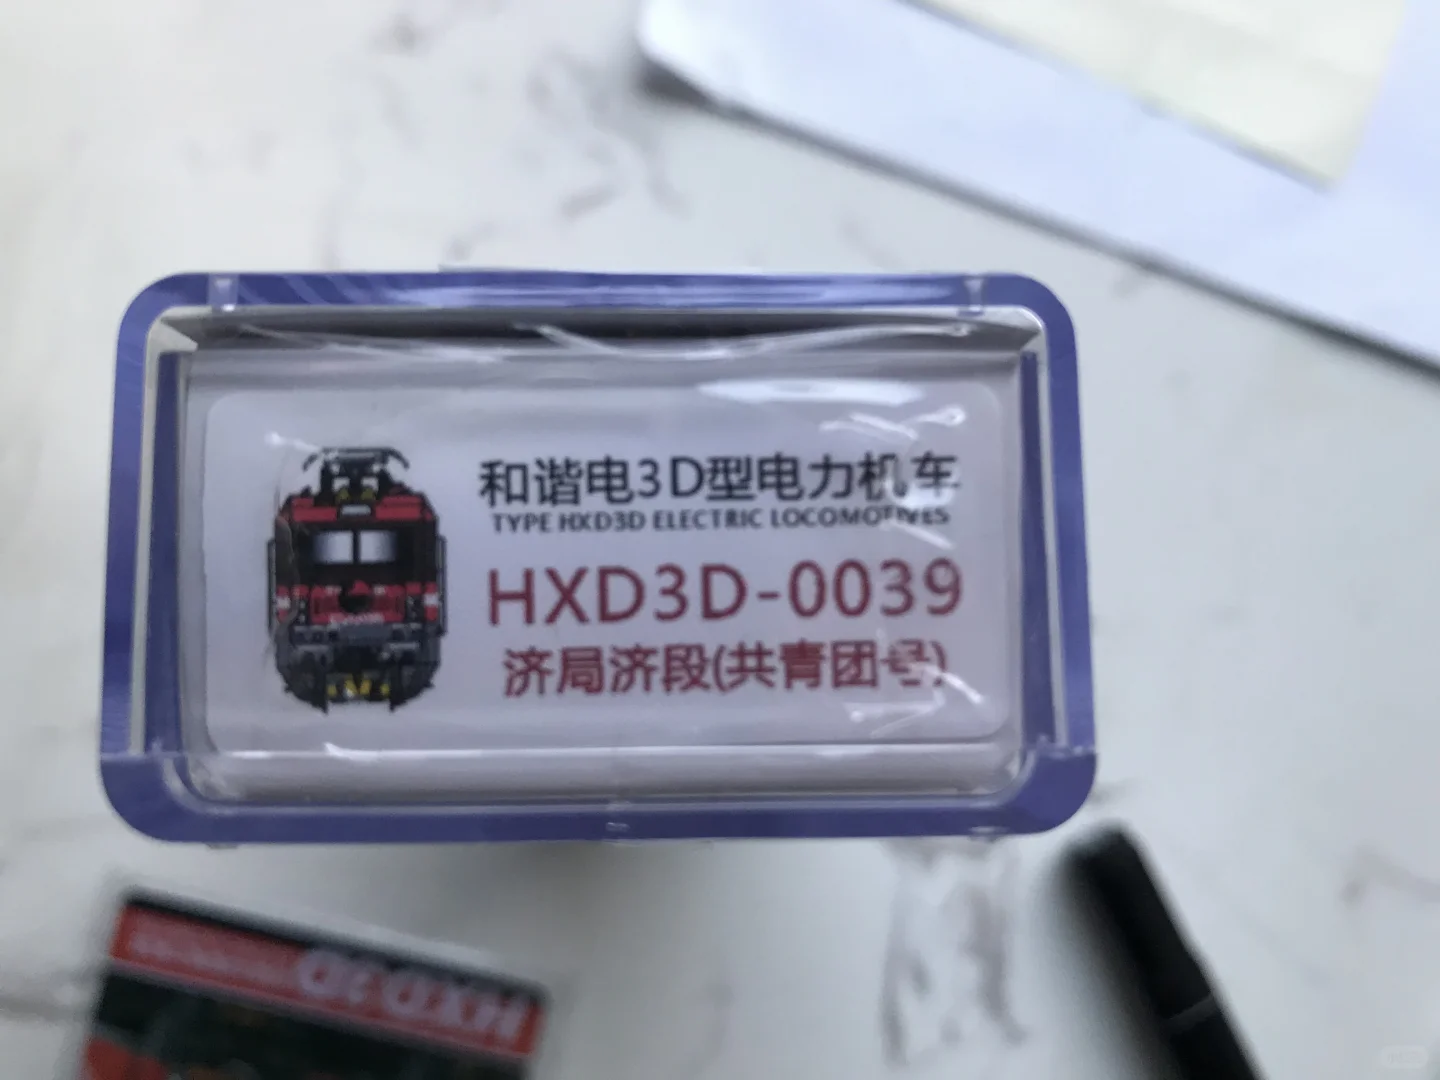 和谐电3D型电力机车
TYPE HXD3D ELECTRIC LOCOMOTIVES
HXD3D-0039
济局济段(共青团号)